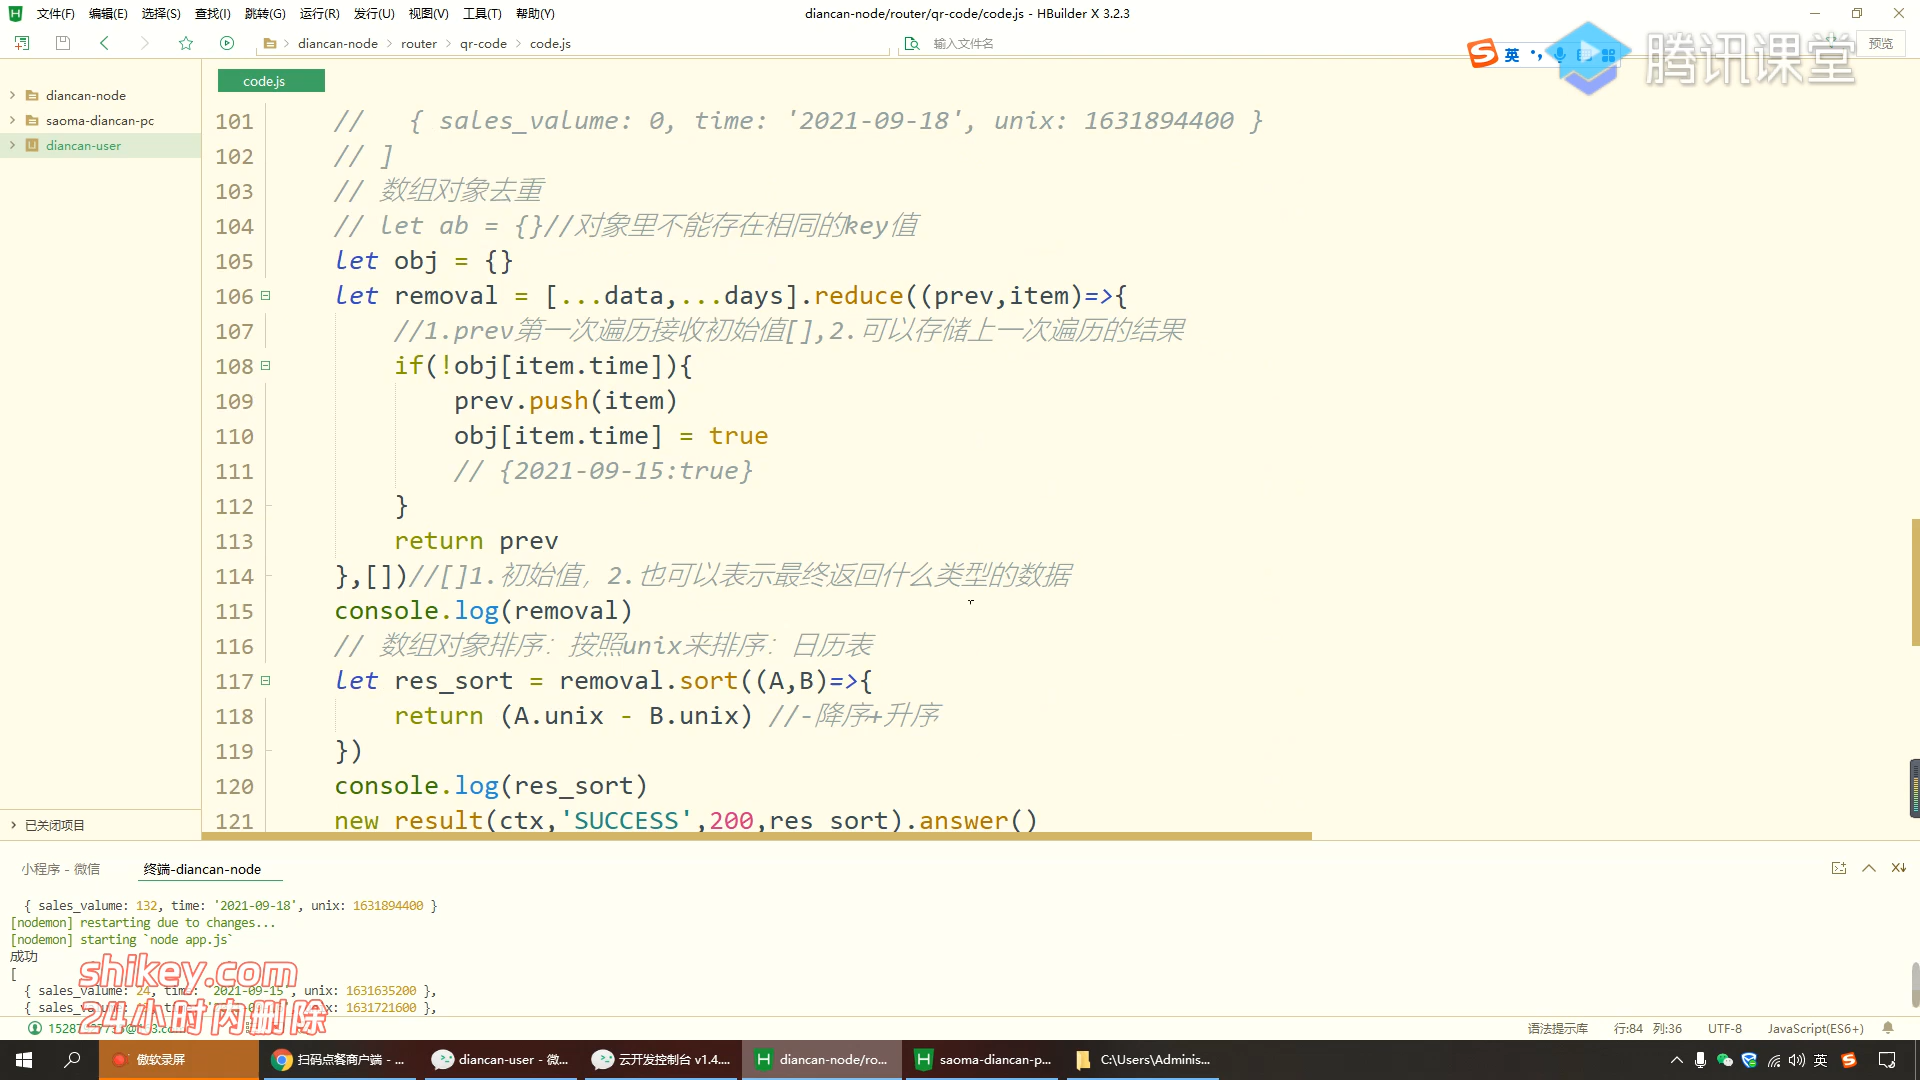 文件(F) 编辑(E) 选择(S) 查找(I) 跳转(G) 运行(R) 发行(U) 视图(V) 工具(T) 帮助(Y)
diancan-node/router/qr-code/code.js - HBuilder X 3.2.3
diancan-node router qr-code code.js
输入文件名
英
腾讯课堂
预览
code.js
diancan-node
saoma-diancan-pc
diancan-user
101 // { sales_valume: 0, time: '2021-09-18', unix: 1631894400 }
102 // ]
103 // 数组对象去重
104 // let ab = {}//对象里不能存在相同的key值
105 let obj = {}
106 let removal = [...data,...days].reduce((prev,item)=>{
107 //1.prev第一次遍历接收初始值[],2.可以存储上一次遍历的结果
108 if(!obj[item.time]){
109 prev.push(item)
110 obj[item.time] = true
111 // {2021-09-15:true}
112 }
113 return prev
114 },[])//[]1.初始值，2.也可以表示最终返回什么类型的数据
115 console.log(removal)
116 // 数组对象排序：按照unix来排序：日历表
117 let res_sort = removal.sort((A,B)=>{
118 return (A.unix - B.unix) //-降序+升序
119 })
120 console.log(res_sort)
121 new result(ctx,'SUCCESS',200,res_sort).answer()
已关闭项目
小程序 - 微信 终端-diancan-node
{ sales_valume: 132, time: '2021-09-18', unix: 1631894400 }
[nodemon] restarting due to changes...
[nodemon] starting `node app.js`
成功
[
{ sales_valume: 24, time: '2021-09-15', unix: 1631635200 },
{ sales_valume: unix: 1631721600 },
shikey.com
24小时内删除
语法提示库 行:84 列:36 UTF-8 JavaScript(ES6+)
傲软录屏 扫码点餐商户端 - ... diancan-user - 微... 云开发控制台 v1.4.... diancan-node/ro... saoma-diancan-p... C:\Users\Adminis...
英